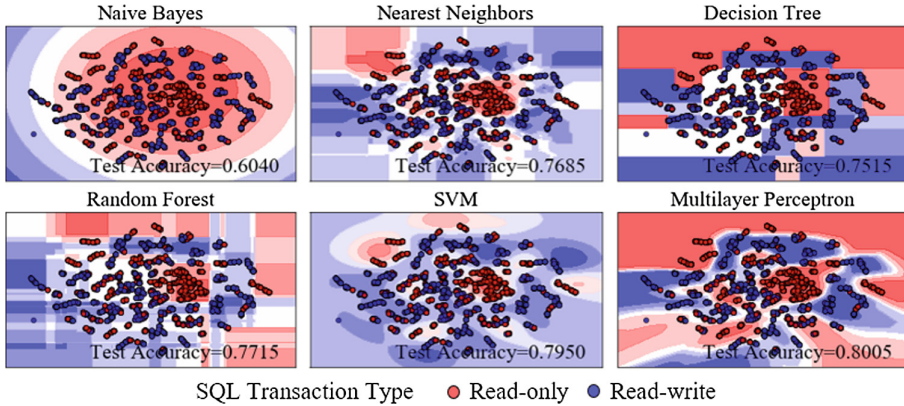 Naive Bayes
Nearest Neighbors
Decision Tree
Test Accuracy=0.6040
Test Accuracy=0.7685
Test Accuracy=0.7515
Random Forest
SVM
Multilayer Perceptron
Test Accuracy=0.7715
Test Accuracy=0.7950
Test Accuracy=0.8005
SQL Transaction Type Read-only Read-write